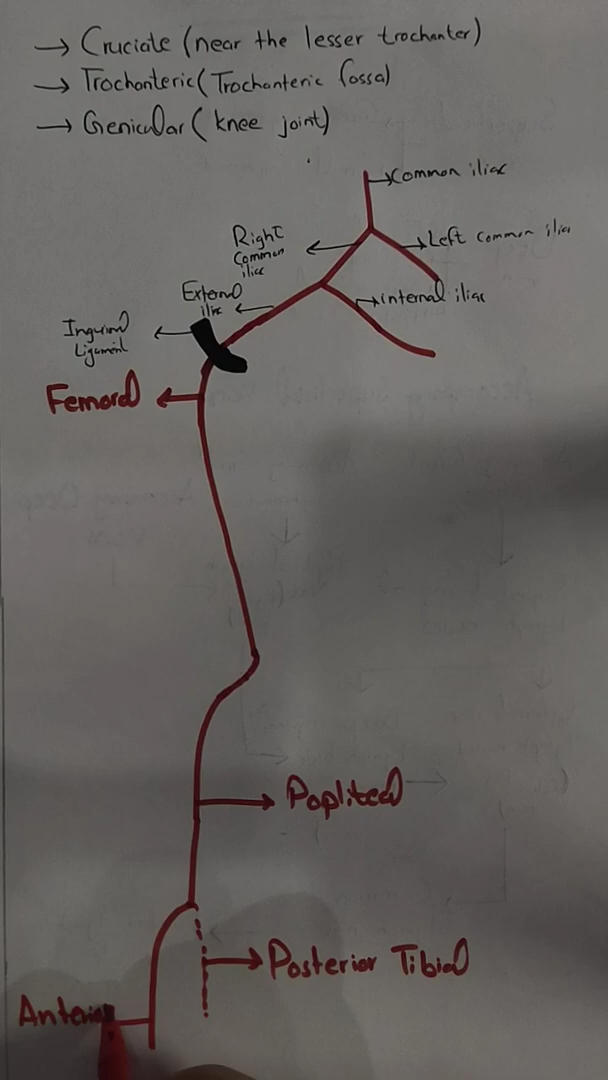 → Cruciate (near the lesser trochanter)
→ Trochanteric (Trochanteric fossa)
→ Genicular (knee joint)
Common iliac
Right
Common
iliac
Left common iliac
External
iliac
internal iliac
Inguinal
Ligament
Femoral
Popliteal
Posterior Tibial
Anterior